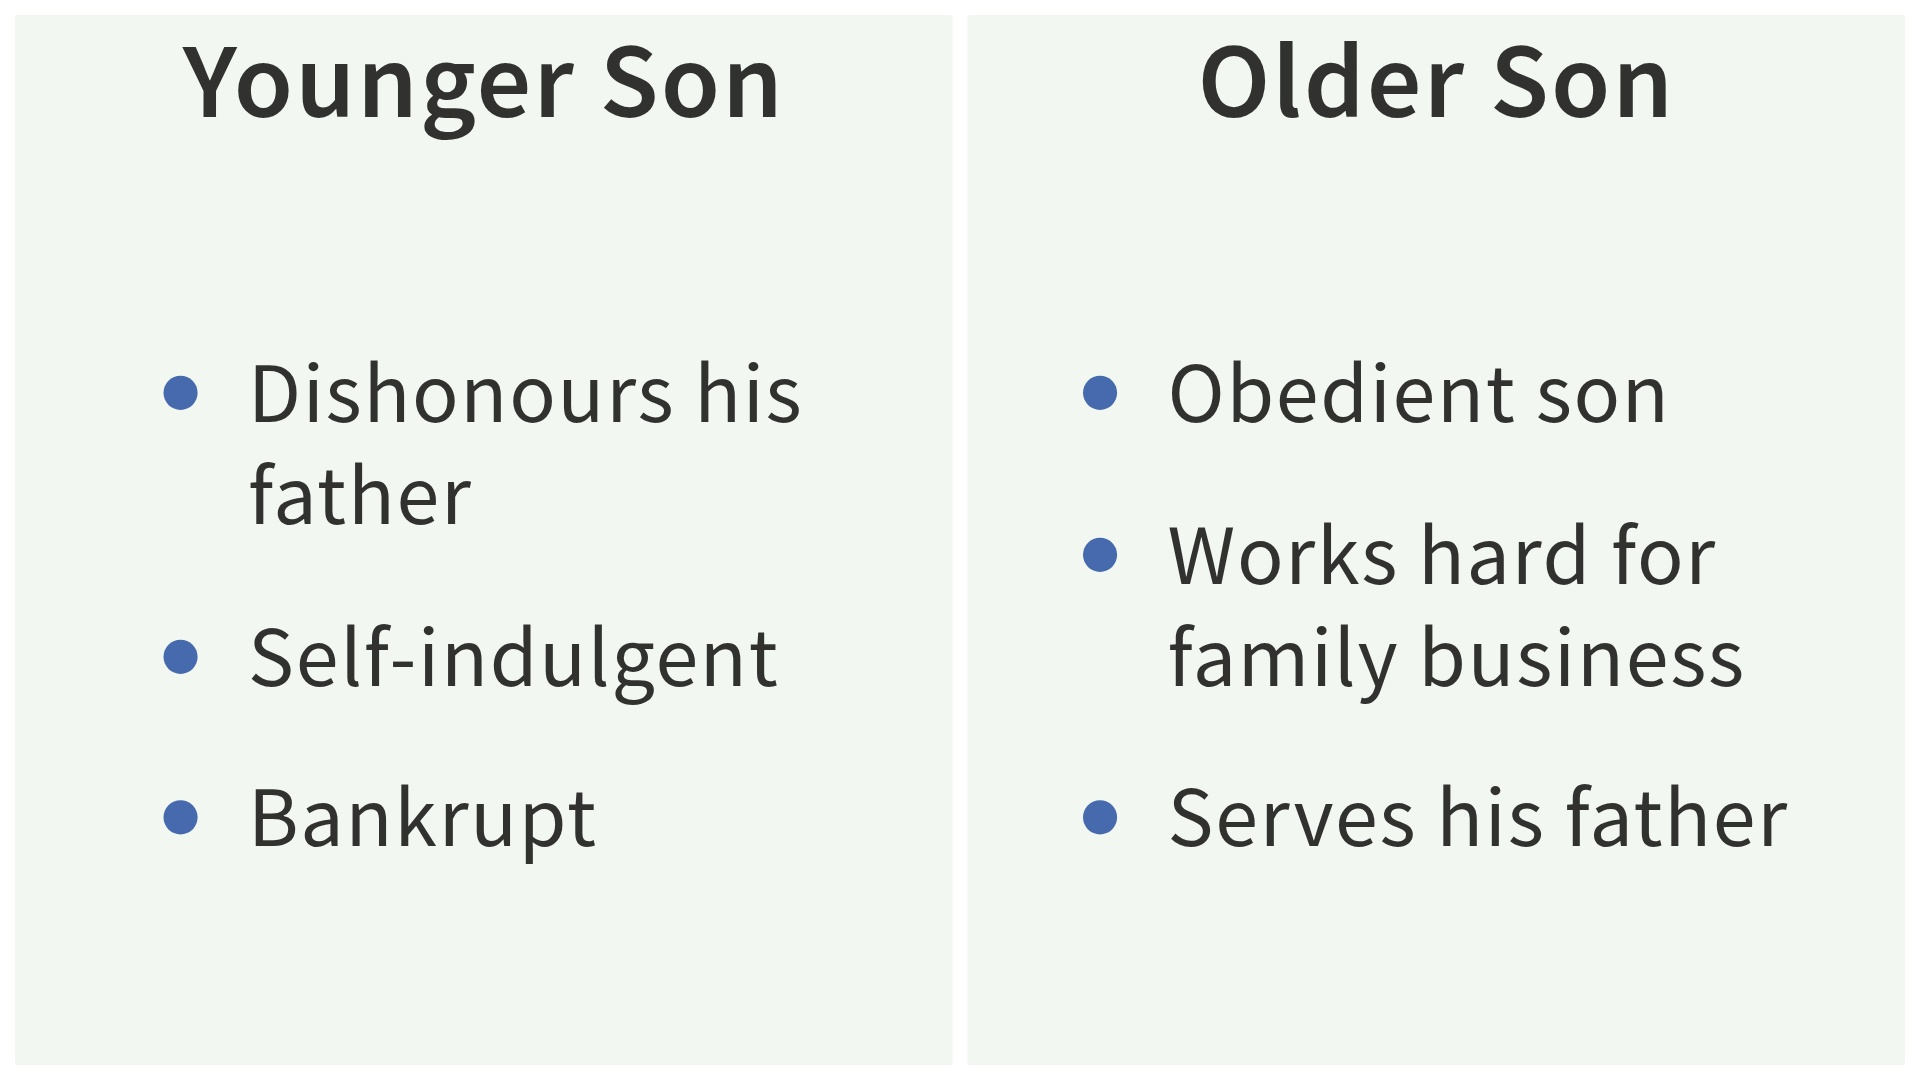 Younger Son
Dishonours his
father
Self-indulgent
Bankrupt
Older Son
Obedient son
Works hard for
family business
Serves his father